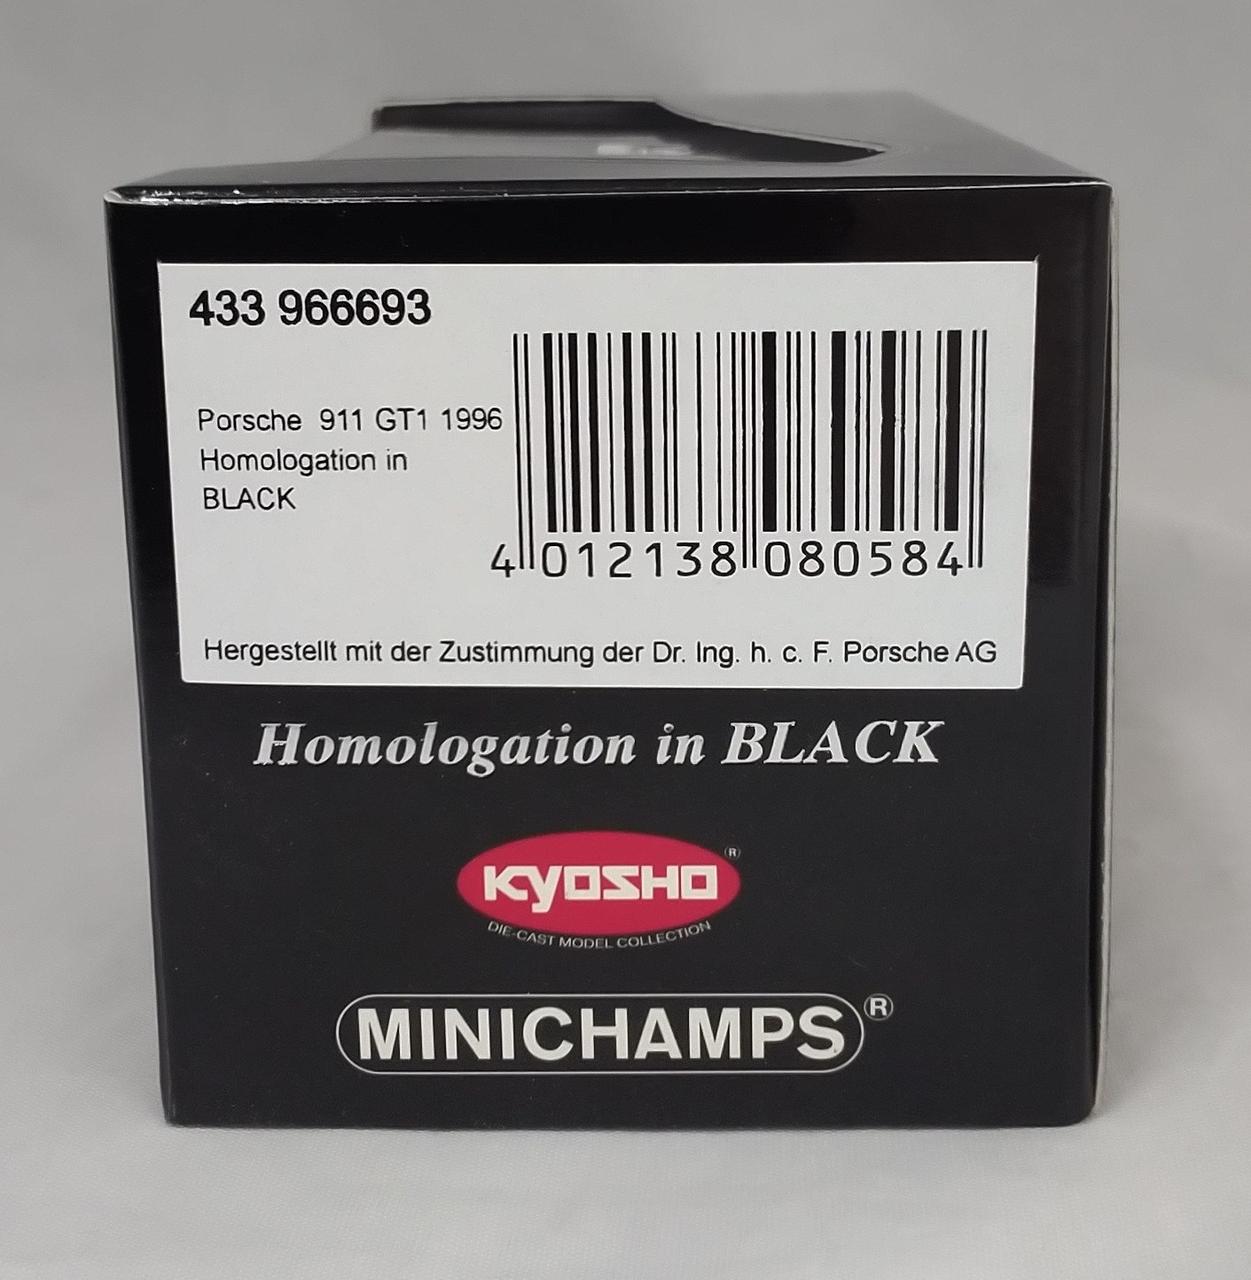 433 966693
Porsche 911 GT1 1996
Homologation in
BLACK
4 012138 080584
Hergestellt mit der Zustimmung der Dr. Ing. h. c. F. Porsche AG
Homologation in BLACK
KYOSHO ®
DIE-CAST MODEL COLLECTION
MINICHAMPS ®